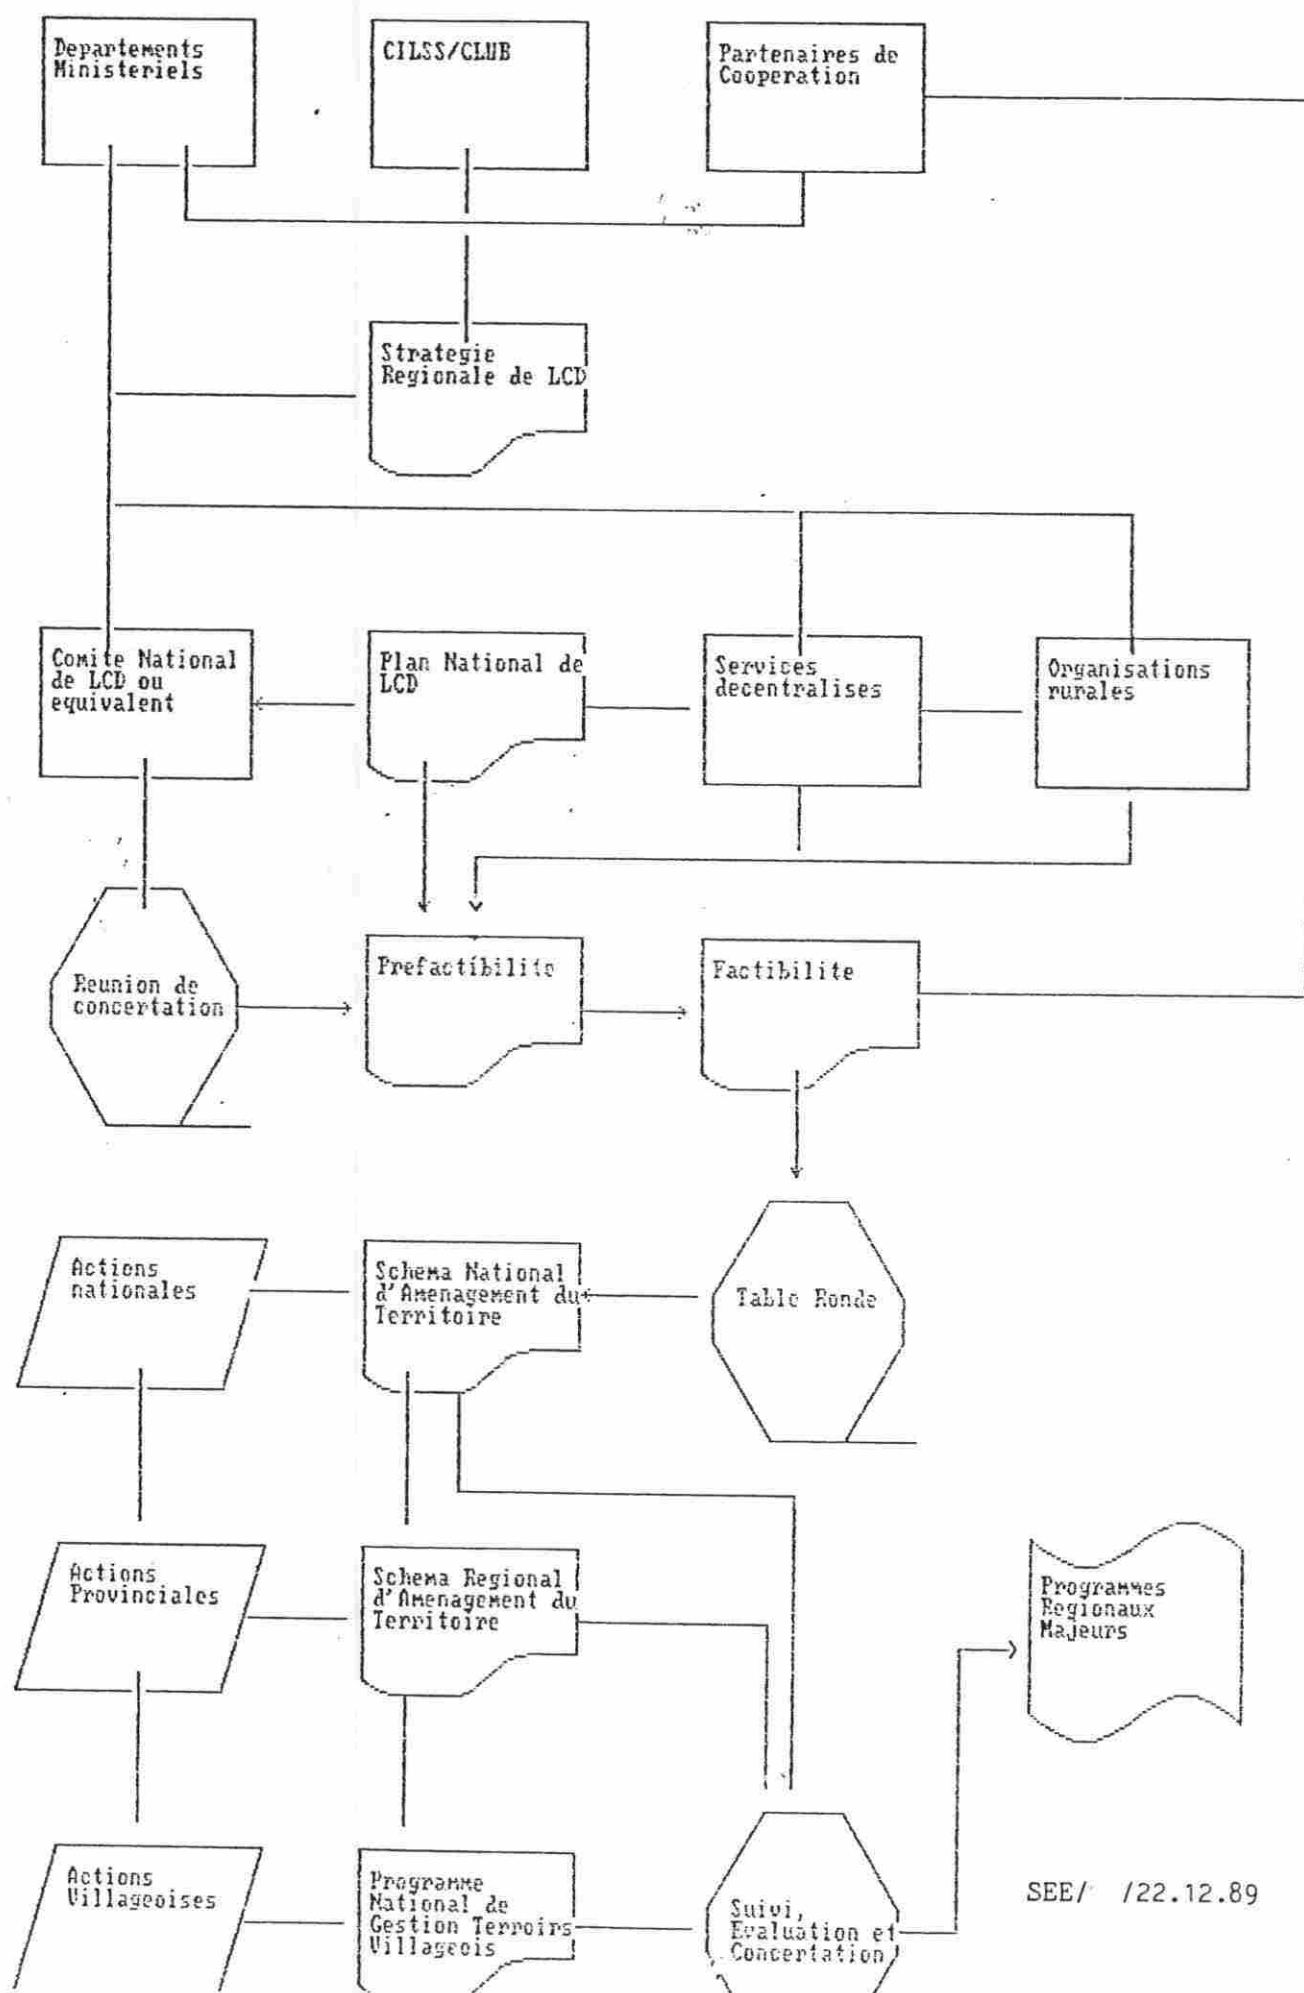 Departements
Ministeriels
CILSS/CLUB
Partenaires de
Cooperation
Strategie
Regionale de LCD
Comite National
de LCD ou
equivalent
Plan National de
LCD
Services
decentralises
Organisations
rurales
Reunion de
concertation
Prefactibilite
Factibilite
Actions
nationales
Schema National
d'Amenagement du
Territoire
Table Ronde
Actions
Provinciales
Schema Regional
d'Amenagement du
Territoire
Programmes
Regionaux
Majeurs
Actions
Villageoises
Programme
National de
Gestion Terroirs
Villageois
Suivi,
Evaluation et
Concertation
SEE/ /22.12.89